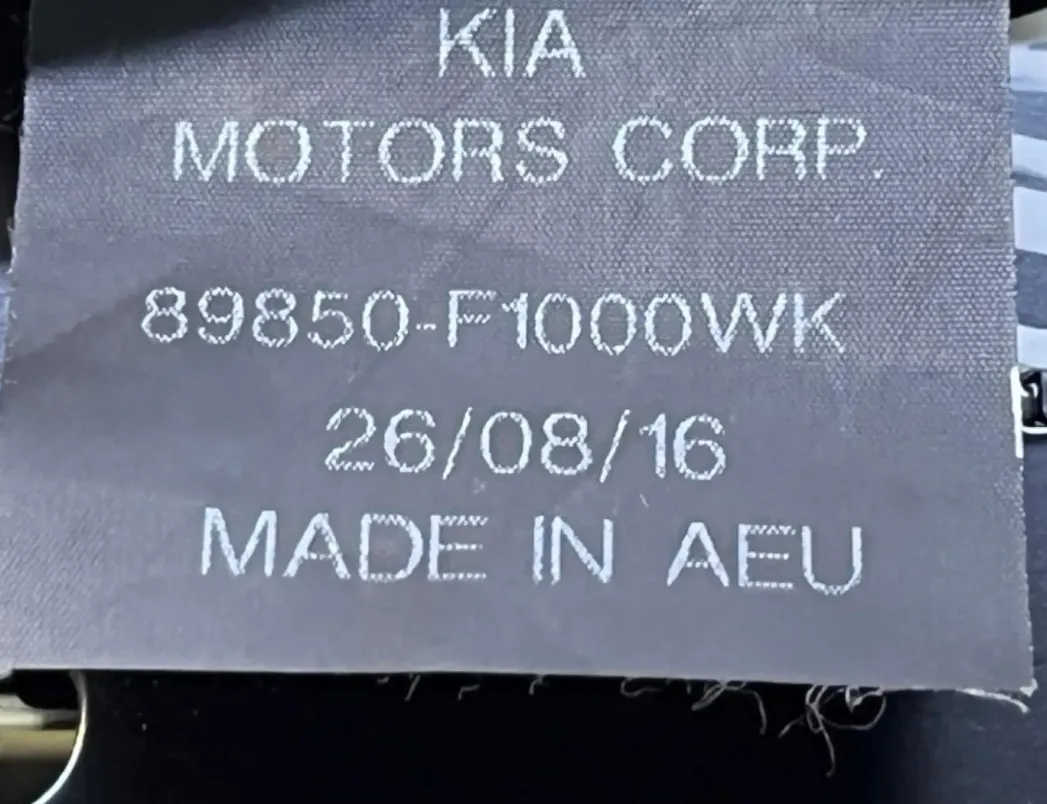 KIA
MOTORS CORP.
89850-F1000WK
26/08/16
MADE IN AEU